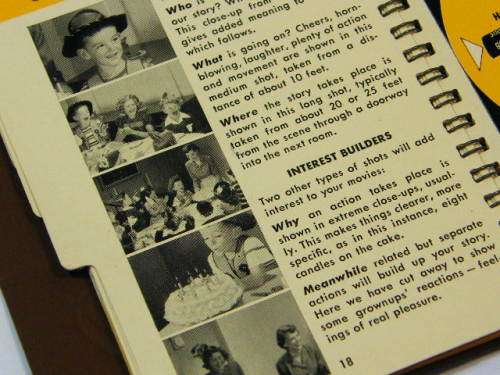 Who is
our story? Wh
This close-up from
gives added meaning to
which follows.
What is going on? Cheers, horn-
blowing, laughter, plenty of action
and movement are shown in this
medium shot, taken from a dis-
tance of about 10 feet.
Where the story takes place is
shown in this long shot, typically
taken from about 20 or 25 feet
from the scene through a doorway
into the next room.
INTEREST BUILDERS
Two other types of shots will add
interest to your movies:
Why an action takes place is
shown in extreme close-ups, usual-
ly. This makes things clearer, more
specific, as in this instance, eight
candles on the cake.
Meanwhile related but separate
actions will build up your story.
Here we have cut away to show
some grownups' reactions — feel-
ings of real pleasure.
18